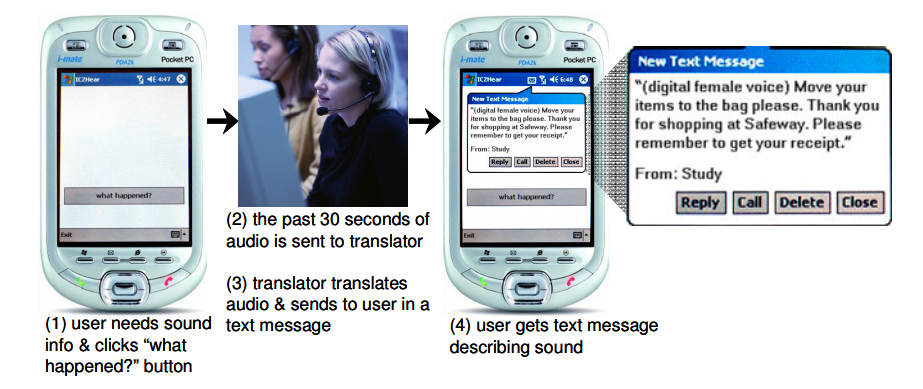 i-mate
PDA2k
Pocket PC
IC2Hear
4:47
what happened?
Exit
(1) user needs sound
info & clicks “what
happened?” button
(2) the past 30 seconds of
audio is sent to translator
(3) translator translates
audio & sends to user in a
text message
i-mate
PDA2k
Pocket PC
IC2Hear
6:48
New Text Message
"(digital female voice) Move your
items to the bag please. Thank you
for shopping at Safeway. Please
remember to get your receipt."
From: Study
Reply Call Delete Close
what happened?
Exit
(4) user gets text message
describing sound
New Text Message
"(digital female voice) Move your
items to the bag please. Thank you
for shopping at Safeway. Please
remember to get your receipt."
From: Study
Reply Call Delete Close